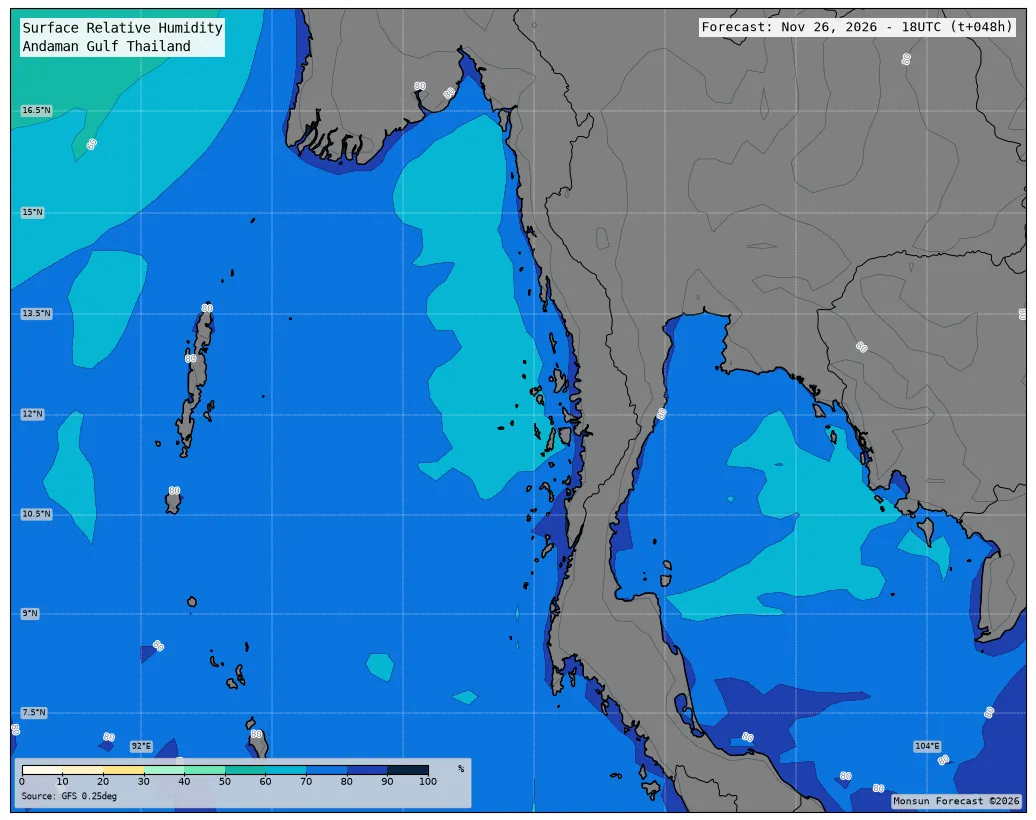 Surface Relative Humidity
Andaman Gulf Thailand
Forecast: Nov 26, 2026 - 18UTC (t+048h)
80
80
80
16.5°N
60
15°N
80
13.5°N
80
80
80
12°N
80
80
10.5°N
9°N
80
7.5°N
80
80
80
80
80
92°E
104°E
80
80
80
%
0 10 20 30 40 50 60 70 80 90 100
Source: GFS 0.25deg
Monsun Forecast ©2026